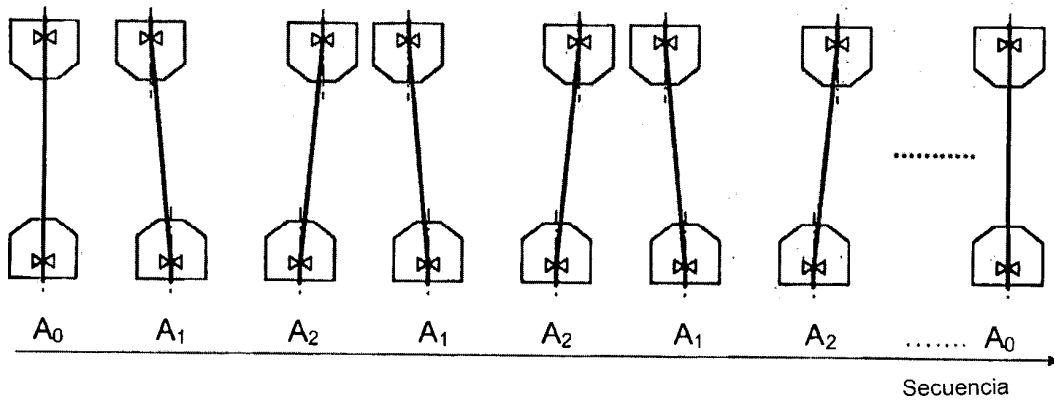 A₀ A₁ A₂ A₁ A₂ A₁ A₂ ....... A₀
Secuencia